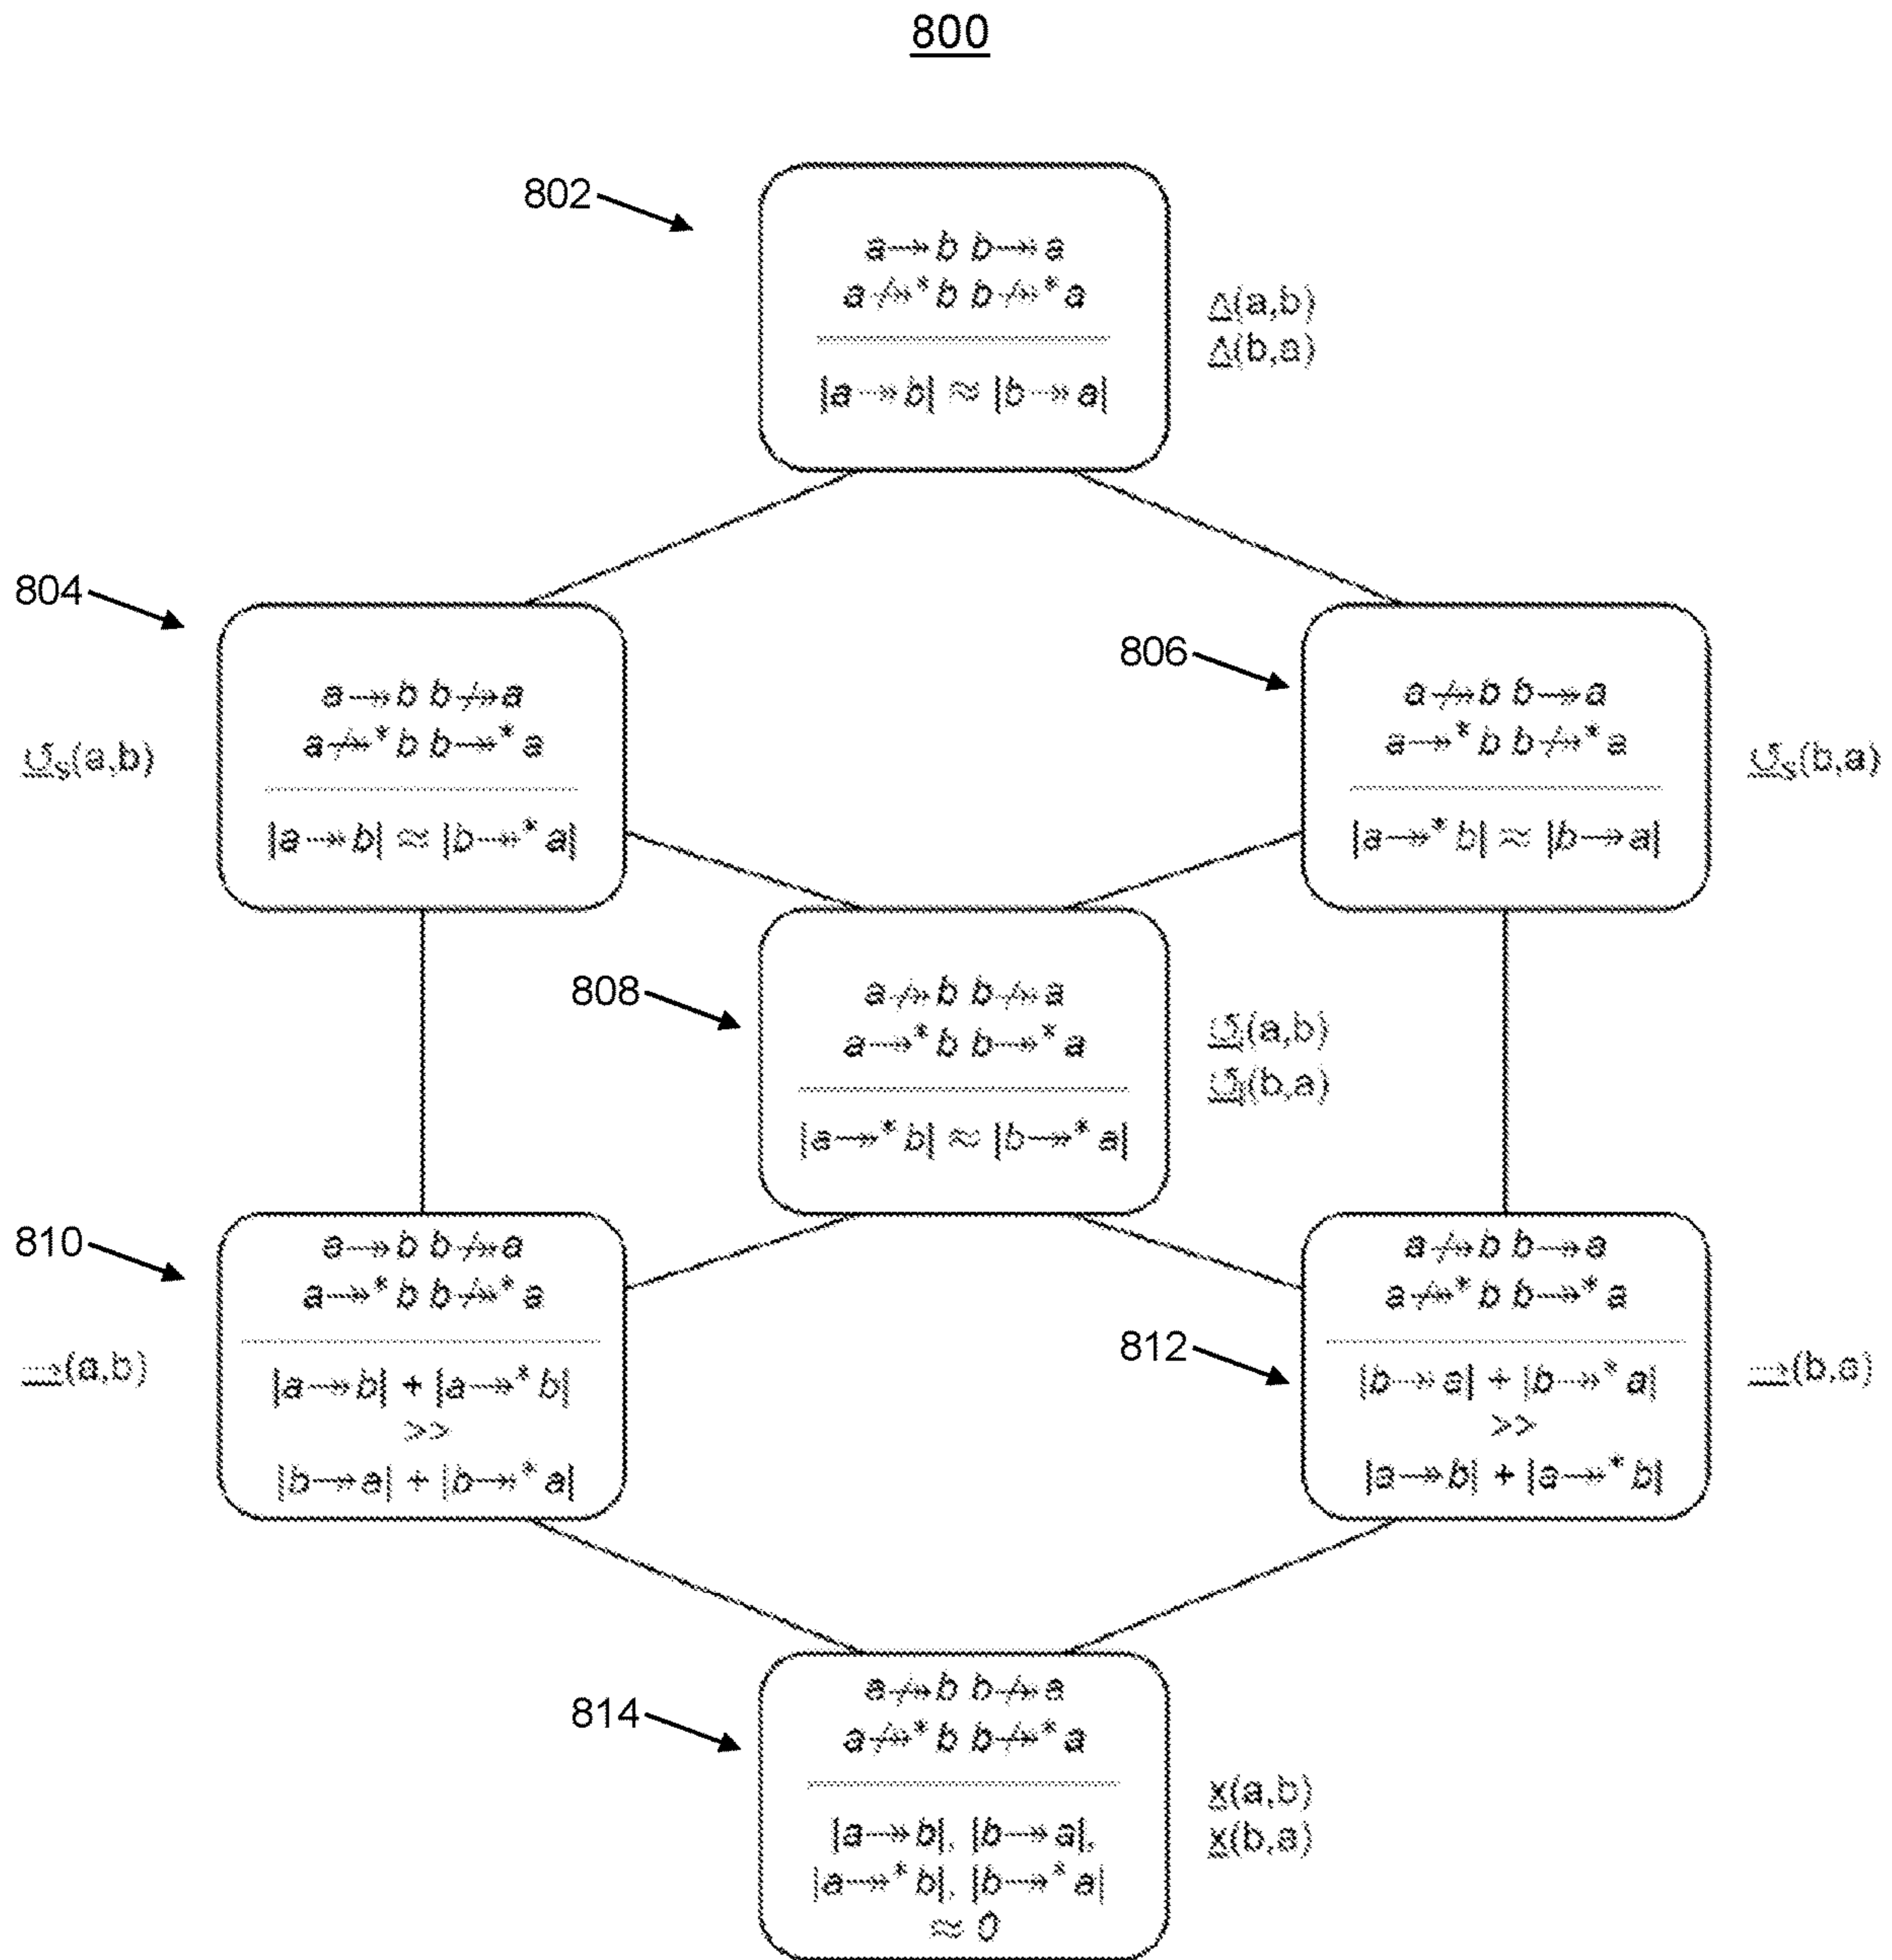 800
802
a↠b b↠a
a↠̸*b b↠̸*a
|a↠b| ≈ |b↠a|
Δ(a,b)
Δ(b,a)
804
a↠b b↠̸a
a↠̸*b b↠*a
|a↠b| ≈ |b↠*a|
↺s(a,b)
806
a↠̸b b↠a
a↠*b b↠̸*a
|a↠*b| ≈ |b↠a|
↺s(b,a)
808
a↠̸b b↠̸a
a↠*b b↠*a
|a↠*b| ≈ |b↠*a|
↺i(a,b)
↺i(b,a)
810
a↠b b↠̸a
a↠*b b↠̸*a
|a↠b| + |a↠*b|
>>
|b↠a| + |b↠*a|
→(a,b)
812
a↠̸b b↠a
a↠̸*b b↠*a
|b↠a| + |b↠*a|
>>
|a↠b| + |a↠*b|
→(b,a)
814
a↠̸b b↠̸a
a↠̸*b b↠̸*a
|a↠b|, |b↠a|,
|a↠*b|, |b↠*a|
≈ 0
x(a,b)
x(b,a)